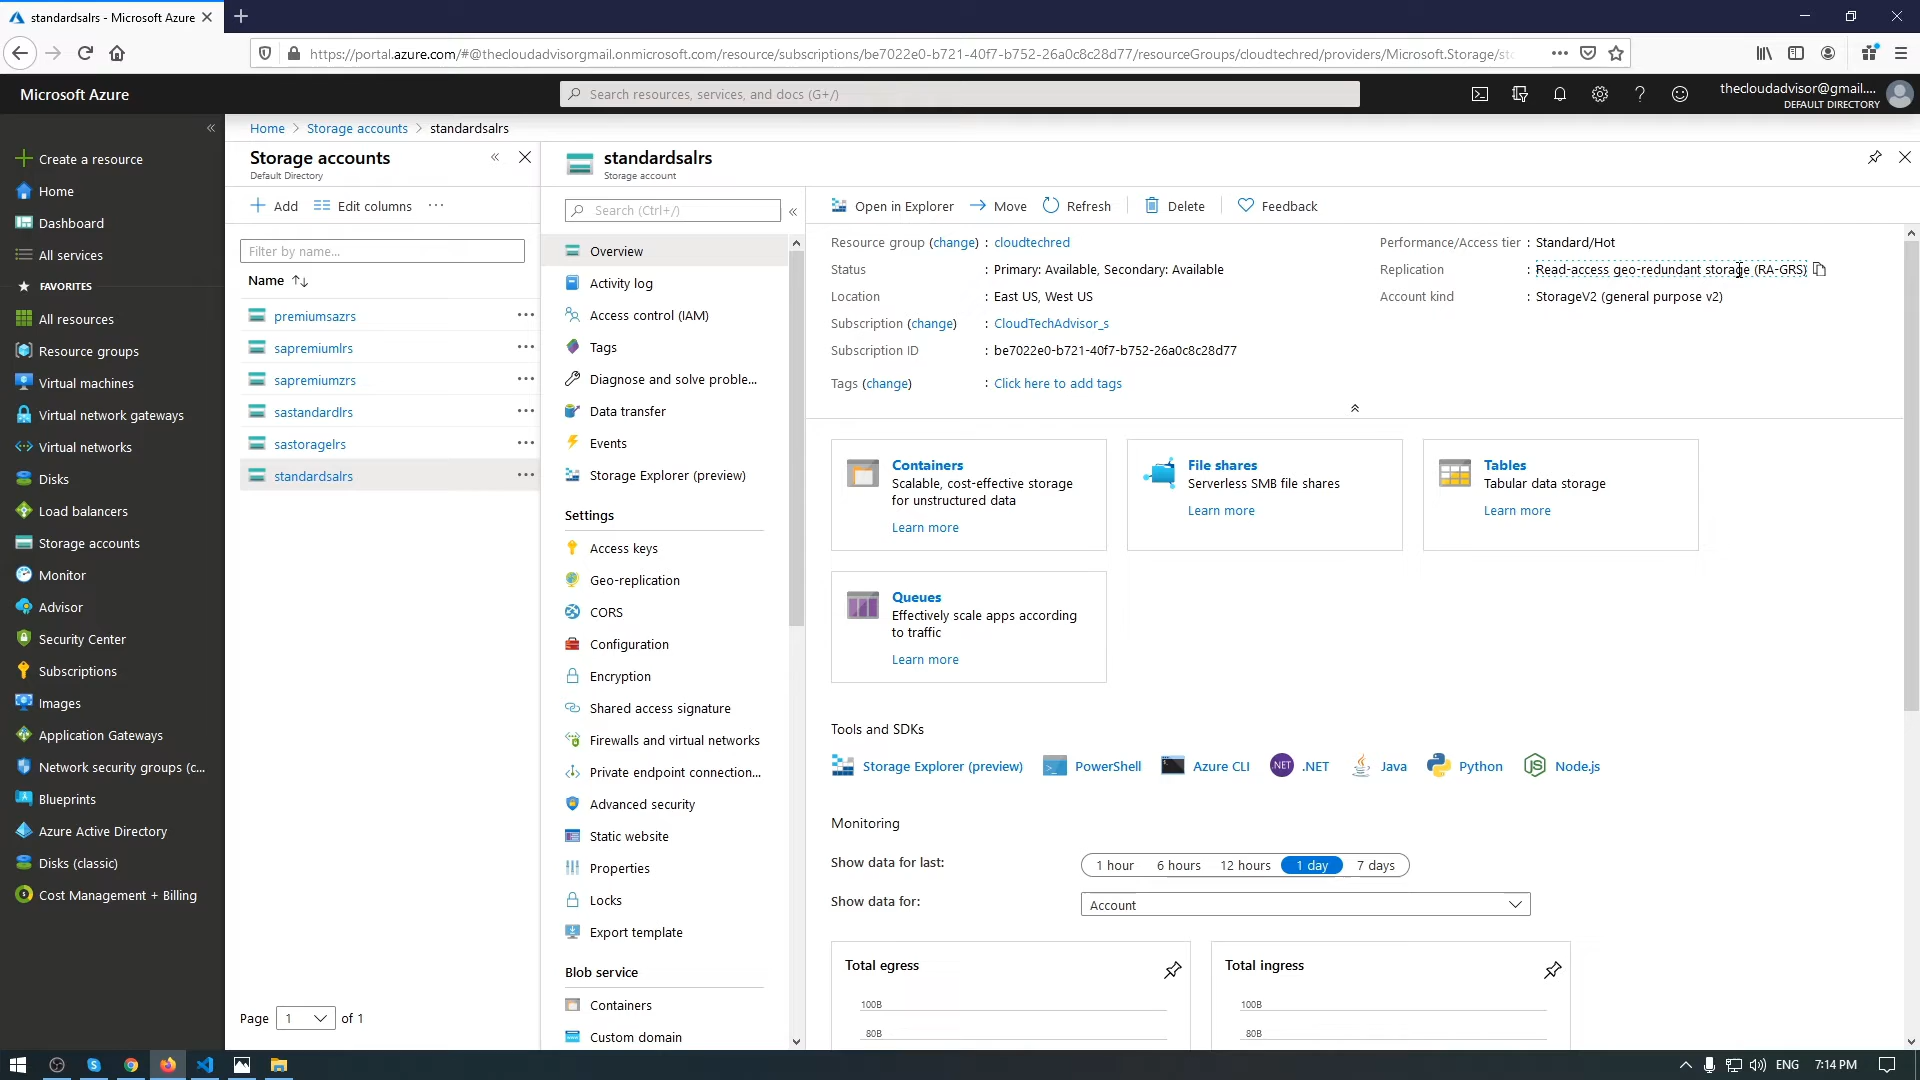 standardsalrs - Microsoft Azure
https://portal.azure.com/#@thecloudadvisorgmail.onmicrosoft.com/resource/subscriptions/be7022e0-b721-40f7-b752-26a0c8c28d77/resourceGroups/cloudtechred/providers/Microsoft.Storage/sto
Microsoft Azure
Search resources, services, and docs (G+/)
thecloudadvisor@gmail....
DEFAULT DIRECTORY
Create a resource
Home
Dashboard
All services
FAVORITES
All resources
Resource groups
Virtual machines
Virtual network gateways
Virtual networks
Disks
Load balancers
Storage accounts
Monitor
Advisor
Security Center
Subscriptions
Images
Application Gateways
Network security groups (c...
Blueprints
Azure Active Directory
Disks (classic)
Cost Management + Billing
Home > Storage accounts > standardsalrs
Storage accounts
Default Directory
Add
Edit columns
Filter by name...
Name
premiumsazrs
sapremiumlrs
sapremiumzrs
sastandardlrs
sastoragelrs
standardsalrs
Page 1 of 1
standardsalrs
Storage account
Search (Ctrl+/)
Overview
Activity log
Access control (IAM)
Tags
Diagnose and solve proble...
Data transfer
Events
Storage Explorer (preview)
Settings
Access keys
Geo-replication
CORS
Configuration
Encryption
Shared access signature
Firewalls and virtual networks
Private endpoint connection...
Advanced security
Static website
Properties
Locks
Export template
Blob service
Containers
Custom domain
Open in Explorer
Move
Refresh
Delete
Feedback
Resource group (change) : cloudtechred
Status : Primary: Available, Secondary: Available
Location : East US, West US
Subscription (change) : CloudTechAdvisor_s
Subscription ID : be7022e0-b721-40f7-b752-26a0c8c28d77
Tags (change) : Click here to add tags
Performance/Access tier : Standard/Hot
Replication : Read-access geo-redundant storage (RA-GRS)
Account kind : StorageV2 (general purpose v2)
Containers
Scalable, cost-effective storage
for unstructured data
Learn more
File shares
Serverless SMB file shares
Learn more
Tables
Tabular data storage
Learn more
Queues
Effectively scale apps according
to traffic
Learn more
Tools and SDKs
Storage Explorer (preview)
PowerShell
Azure CLI
NET
.NET
Java
Python
Node.js
Monitoring
Show data for last:
1 hour
6 hours
12 hours
1 day
7 days
Show data for:
Account
Total egress
100B
80B
Total ingress
100B
80B
ENG
7:14 PM